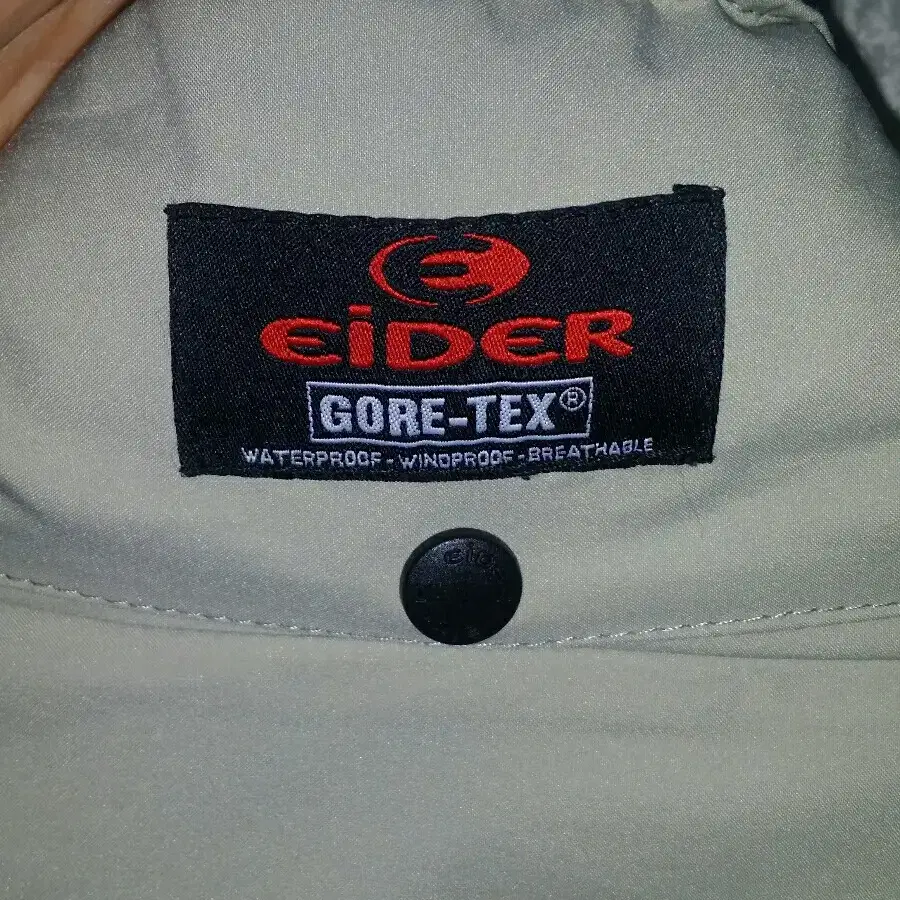 EiDER
GORE-TEX®
WATERPROOF - WINDPROOF - BREATHABLE